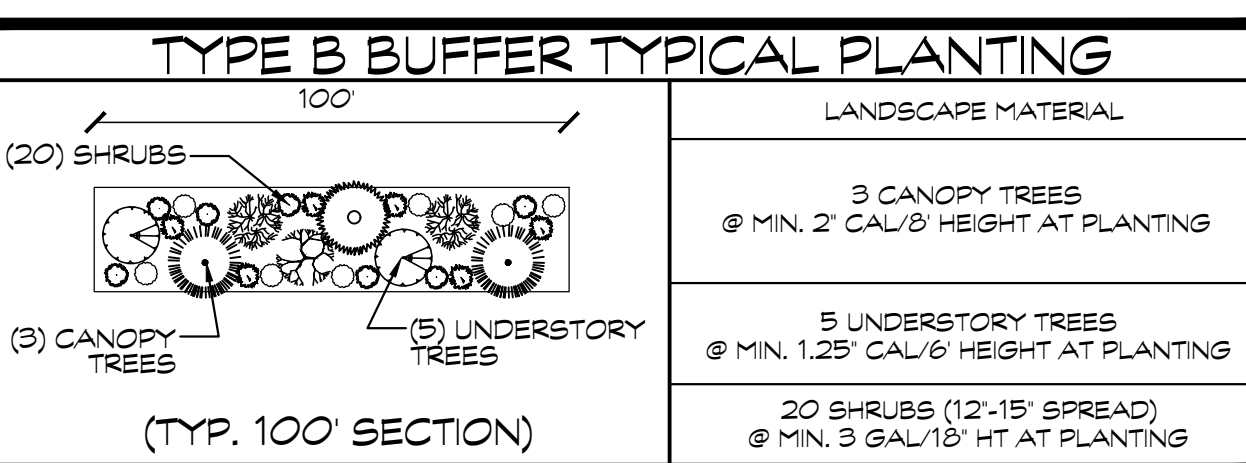 TYPE B BUFFER TYPICAL PLANTING
100'
(20) SHRUBS
(3) CANOPY
TREES
(5) UNDERSTORY
TREES
(TYP. 100' SECTION)
LANDSCAPE MATERIAL
3 CANOPY TREES
@ MIN. 2" CAL/8' HEIGHT AT PLANTING
5 UNDERSTORY TREES
@ MIN. 1.25" CAL/6' HEIGHT AT PLANTING
20 SHRUBS (12"-15" SPREAD)
@ MIN. 3 GAL/18" HT AT PLANTING